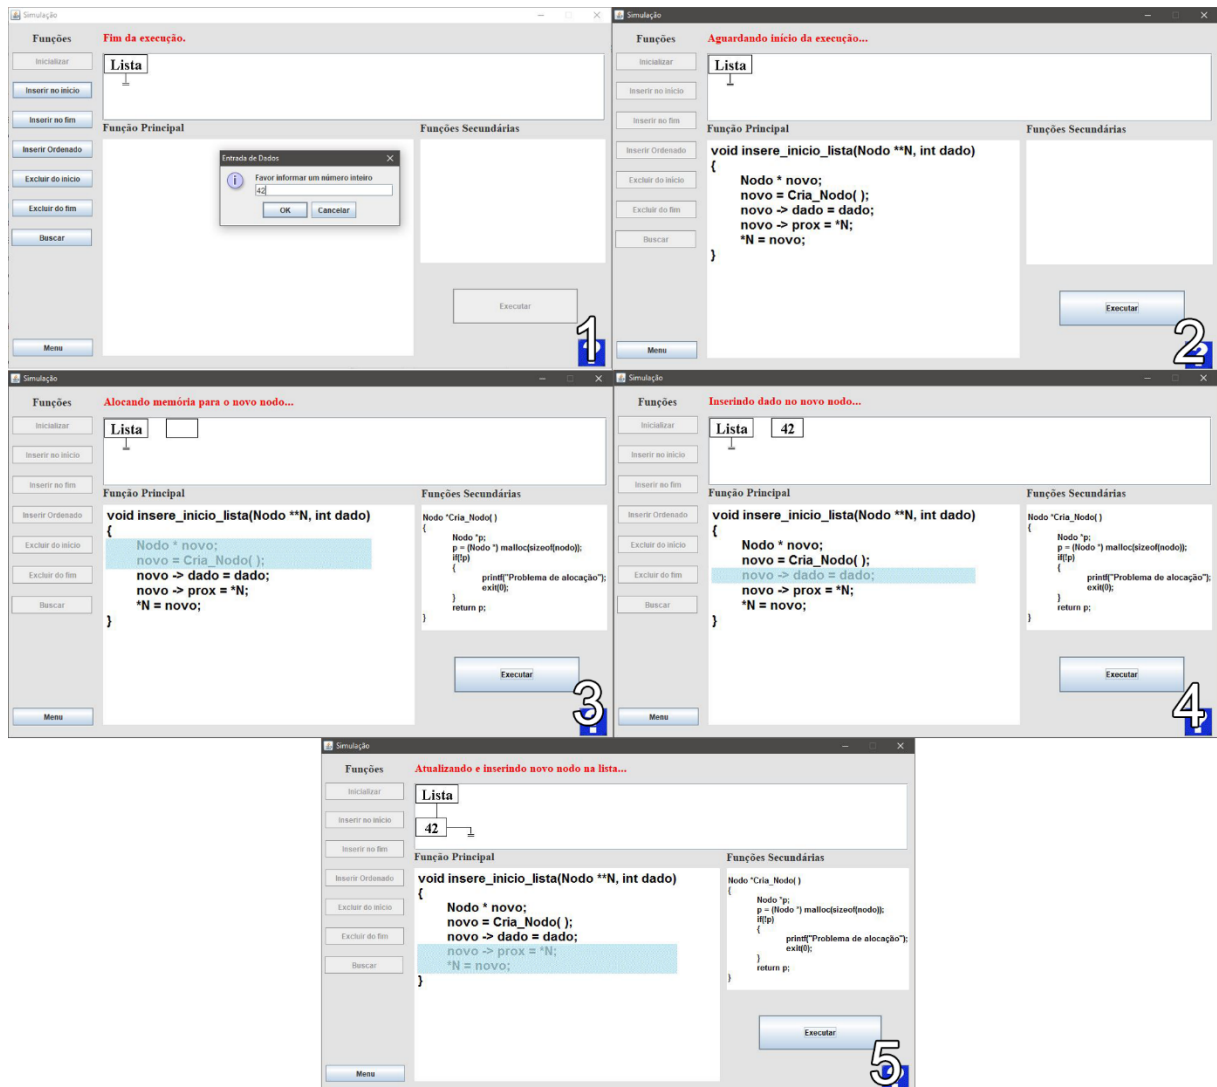 Simulação
Funções
Fim da execução.
Inicializar
Inserir no início
Inserir no fim
Inserir Ordenado
Excluir do início
Excluir do fim
Buscar
Menu
Lista
Função Principal
Funções Secundárias
Entrada de Dados
Favor informar um número inteiro
42
OK
Cancelar
Executar
1
Simulação
Funções
Aguardando início da execução...
Inicializar
Inserir no início
Inserir no fim
Inserir Ordenado
Excluir do início
Excluir do fim
Buscar
Menu
Lista
Função Principal
Funções Secundárias
void insere_inicio_lista(Nodo **N, int dado)
{
Nodo * novo;
novo = Cria_Nodo( );
novo -> dado = dado;
novo -> prox = *N;
*N = novo;
}
Executar
2
Simulação
Funções
Alocando memória para o novo nodo...
Inicializar
Inserir no início
Inserir no fim
Inserir Ordenado
Excluir do início
Excluir do fim
Buscar
Menu
Lista
Função Principal
Funções Secundárias
void insere_inicio_lista(Nodo **N, int dado)
{
Nodo * novo;
novo = Cria_Nodo( );
novo -> dado = dado;
novo -> prox = *N;
*N = novo;
}
Nodo *Cria_Nodo( )
{
Nodo *p;
p = (Nodo *) malloc(sizeof(nodo));
if(!p)
{
printf("Problema de alocação");
exit(0);
}
return p;
}
Executar
3
Simulação
Funções
Inserindo dado no novo nodo...
Inicializar
Inserir no início
Inserir no fim
Inserir Ordenado
Excluir do início
Excluir do fim
Buscar
Menu
Lista
42
Função Principal
Funções Secundárias
void insere_inicio_lista(Nodo **N, int dado)
{
Nodo * novo;
novo = Cria_Nodo( );
novo -> dado = dado;
novo -> prox = *N;
*N = novo;
}
Nodo *Cria_Nodo( )
{
Nodo *p;
p = (Nodo *) malloc(sizeof(nodo));
if(!p)
{
printf("Problema de alocação");
exit(0);
}
return p;
}
Executar
4
Simulação
Funções
Atualizando e inserindo novo nodo na lista...
Inicializar
Inserir no início
Inserir no fim
Inserir Ordenado
Excluir do início
Excluir do fim
Buscar
Menu
Lista
42
Função Principal
Funções Secundárias
void insere_inicio_lista(Nodo **N, int dado)
{
Nodo * novo;
novo = Cria_Nodo( );
novo -> dado = dado;
novo -> prox = *N;
*N = novo;
}
Nodo *Cria_Nodo( )
{
Nodo *p;
p = (Nodo *) malloc(sizeof(nodo));
if(!p)
{
printf("Problema de alocação");
exit(0);
}
return p;
}
Executar
5